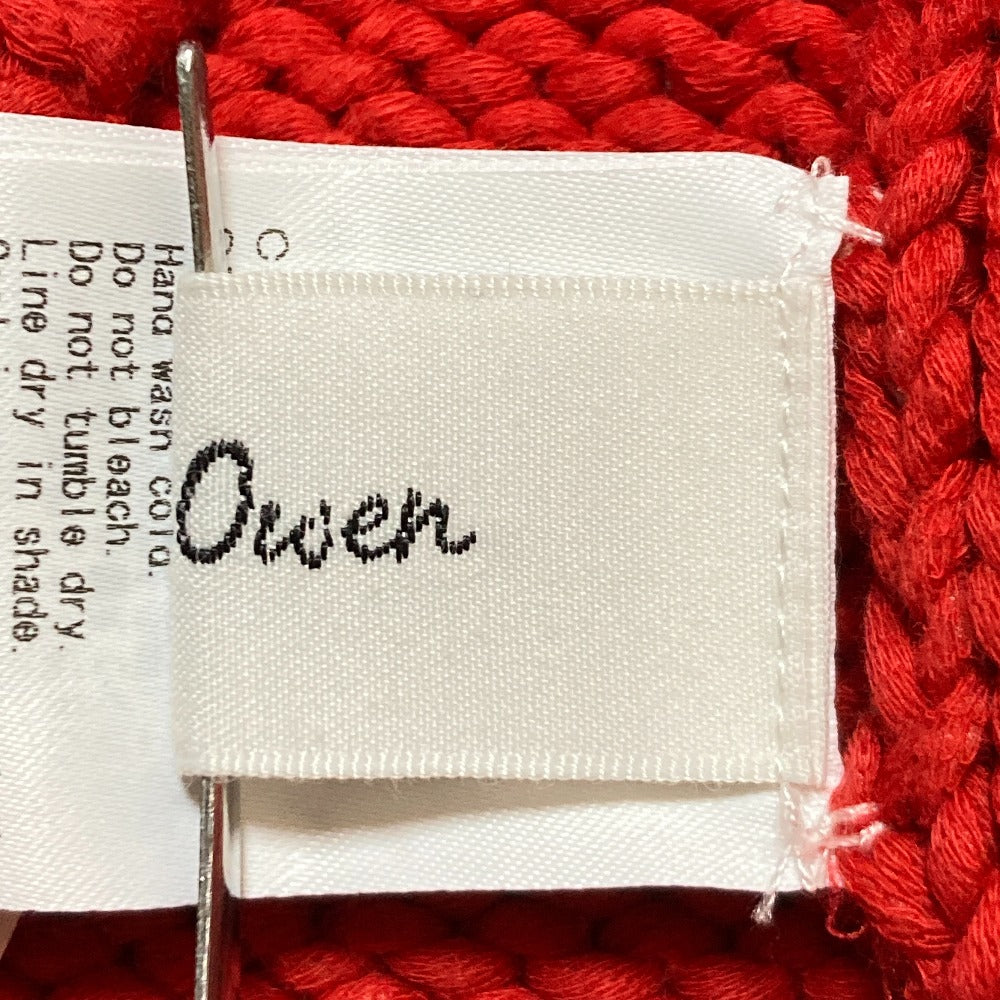 Owen
C
Hand wash cold.
Do not bleach.
Do not tumble dry.
Line dry in shade.